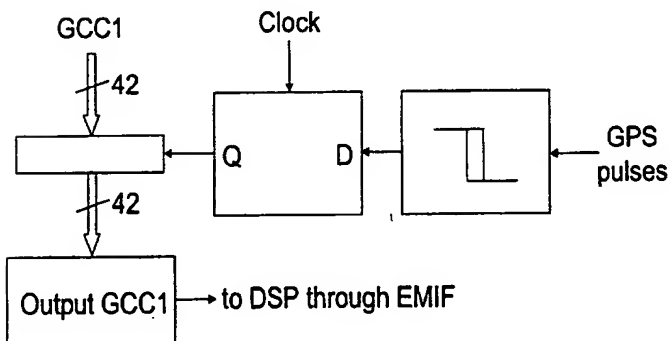 GCC1
Clock
42
Q
D
GPS
pulses
42
Output GCC1
to DSP through EMIF